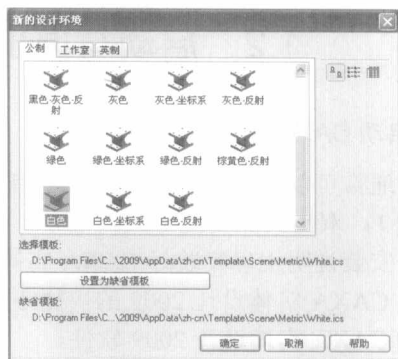 新的设计环境
公制 工作室 英制
黑色-灰色-反射
灰色 灰色-坐标系 灰色-反射
绿色 绿色-坐标系 绿色-反射 棕黄色-反射
白色 白色-坐标系 白色-反射
选择模板:
D:\Program Files\C...\2009\AppData\zh-cn\Template\Scene\Metric\White.ics
设置为缺省模板
缺省模板:
D:\Program Files\C...\2009\AppData\zh-cn\Template\Scene\Metric\White.ics
确定 取消 帮助